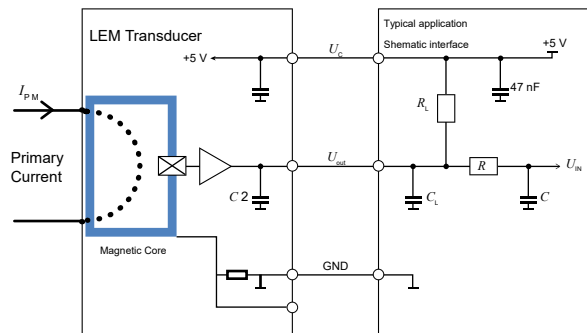 LEM Transducer
Typical application
Shematic interface
+5 V
U_C
+5 V
I_PM
47 nF
R_L
Primary
Current
U_out
R
U_IN
C 2
C_L
C
Magnetic Core
GND